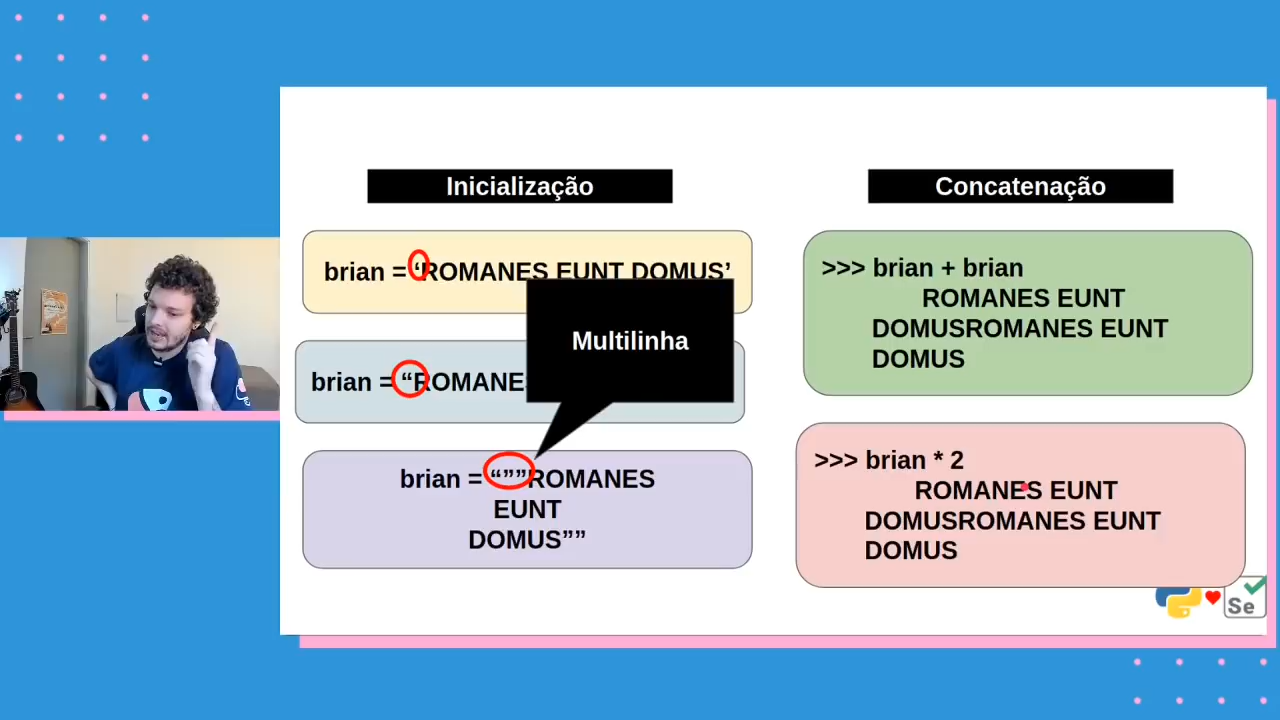 Inicialização
brian = ‘ROMANES EUNT DOMUS’
brian = “ROMANES
Multilinha
brian = “””ROMANES
EUNT
DOMUS””
Concatenação
>>> brian + brian
ROMANES EUNT
DOMUSROMANES EUNT
DOMUS
>>> brian * 2
ROMANES EUNT
DOMUSROMANES EUNT
DOMUS
Se